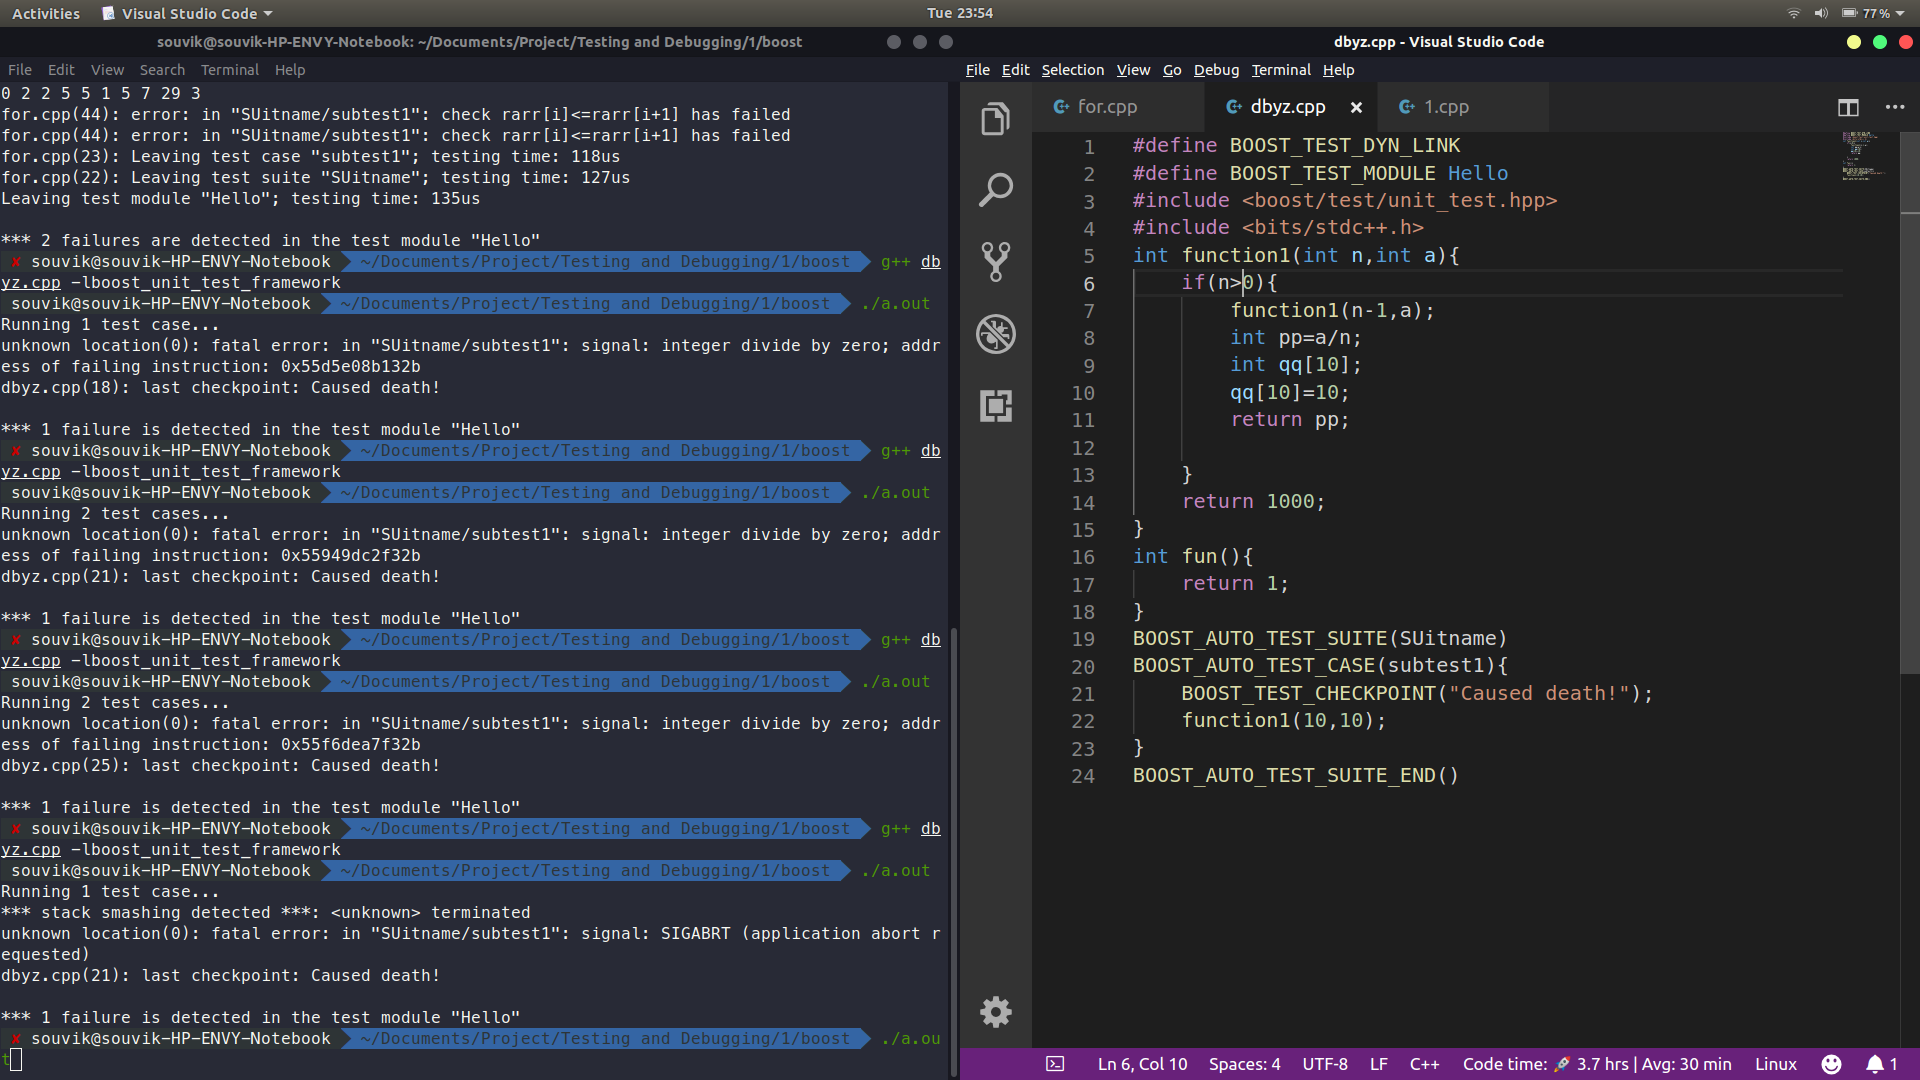 Activities Visual Studio Code Tue 23:54 77%
souvik@souvik-HP-ENVY-Notebook: ~/Documents/Project/Testing and Debugging/1/boost
File Edit View Search Terminal Help
0 2 2 5 5 1 5 7 29 3
for.cpp(44): error: in "SUitname/subtest1": check rarr[i]<=rarr[i+1] has failed
for.cpp(44): error: in "SUitname/subtest1": check rarr[i]<=rarr[i+1] has failed
for.cpp(23): Leaving test case "subtest1"; testing time: 118us
for.cpp(22): Leaving test suite "SUitname"; testing time: 127us
Leaving test module "Hello"; testing time: 135us
*** 2 failures are detected in the test module "Hello"
✘ souvik@souvik-HP-ENVY-Notebook ~/Documents/Project/Testing and Debugging/1/boost g++ db
yz.cpp -lboost_unit_test_framework
souvik@souvik-HP-ENVY-Notebook ~/Documents/Project/Testing and Debugging/1/boost ./a.out
Running 1 test case...
unknown location(0): fatal error: in "SUitname/subtest1": signal: integer divide by zero; addr
ess of failing instruction: 0x55d5e08b132b
dbyz.cpp(18): last checkpoint: Caused death!
*** 1 failure is detected in the test module "Hello"
✘ souvik@souvik-HP-ENVY-Notebook ~/Documents/Project/Testing and Debugging/1/boost g++ db
yz.cpp -lboost_unit_test_framework
souvik@souvik-HP-ENVY-Notebook ~/Documents/Project/Testing and Debugging/1/boost ./a.out
Running 2 test cases...
unknown location(0): fatal error: in "SUitname/subtest1": signal: integer divide by zero; addr
ess of failing instruction: 0x55949dc2f32b
dbyz.cpp(21): last checkpoint: Caused death!
*** 1 failure is detected in the test module "Hello"
✘ souvik@souvik-HP-ENVY-Notebook ~/Documents/Project/Testing and Debugging/1/boost g++ db
yz.cpp -lboost_unit_test_framework
souvik@souvik-HP-ENVY-Notebook ~/Documents/Project/Testing and Debugging/1/boost ./a.out
Running 2 test cases...
unknown location(0): fatal error: in "SUitname/subtest1": signal: integer divide by zero; addr
ess of failing instruction: 0x55f6dea7f32b
dbyz.cpp(25): last checkpoint: Caused death!
*** 1 failure is detected in the test module "Hello"
✘ souvik@souvik-HP-ENVY-Notebook ~/Documents/Project/Testing and Debugging/1/boost g++ db
yz.cpp -lboost_unit_test_framework
souvik@souvik-HP-ENVY-Notebook ~/Documents/Project/Testing and Debugging/1/boost ./a.out
Running 1 test case...
*** stack smashing detected ***: <unknown> terminated
unknown location(0): fatal error: in "SUitname/subtest1": signal: SIGABRT (application abort r
equested)
dbyz.cpp(21): last checkpoint: Caused death!
*** 1 failure is detected in the test module "Hello"
✘ souvik@souvik-HP-ENVY-Notebook ~/Documents/Project/Testing and Debugging/1/boost ./a.ou
t
dbyz.cpp - Visual Studio Code
File Edit Selection View Go Debug Terminal Help
for.cpp dbyz.cpp 1.cpp
1 #define BOOST_TEST_DYN_LINK
2 #define BOOST_TEST_MODULE Hello
3 #include <boost/test/unit_test.hpp>
4 #include <bits/stdc++.h>
5 int function1(int n,int a){
6 if(n>0){
7 function1(n-1,a);
8 int pp=a/n;
9 int qq[10];
10 qq[10]=10;
11 return pp;
12
13 }
14 return 1000;
15 }
16 int fun(){
17 return 1;
18 }
19 BOOST_AUTO_TEST_SUITE(SUitname)
20 BOOST_AUTO_TEST_CASE(subtest1){
21 BOOST_TEST_CHECKPOINT("Caused death!");
22 function1(10,10);
23 }
24 BOOST_AUTO_TEST_SUITE_END()
Ln 6, Col 10 Spaces: 4 UTF-8 LF C++ Code time: 🚀 3.7 hrs | Avg: 30 min Linux 1